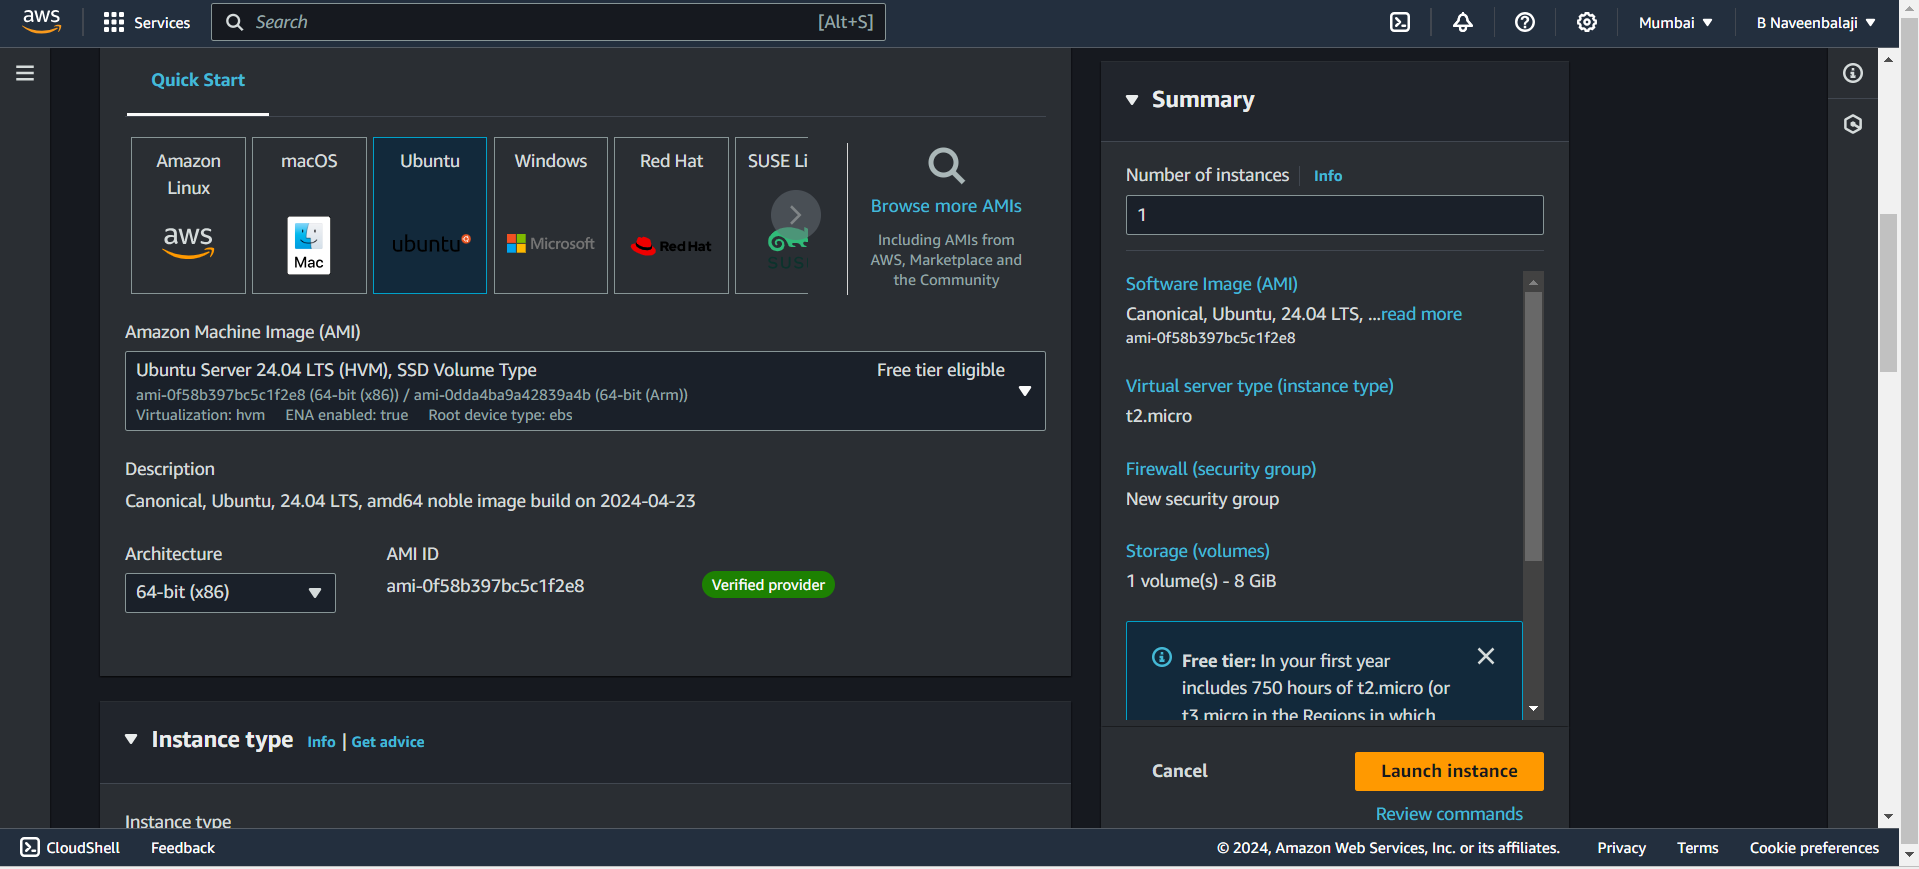 aws
Services
Search
[Alt+S]
Mumbai
B Naveenbalaji
Quick Start
Amazon
Linux
aws
macOS
Mac
Ubuntu
ubuntu
Windows
Microsoft
Red Hat
Red Hat
SUSE Li
SUS
Browse more AMIs
Including AMIs from
AWS, Marketplace and
the Community
Amazon Machine Image (AMI)
Ubuntu Server 24.04 LTS (HVM), SSD Volume Type
Free tier eligible
ami-0f58b397bc5c1f2e8 (64-bit (x86)) / ami-0dda4ba9a42839a4b (64-bit (Arm))
Virtualization: hvm ENA enabled: true Root device type: ebs
Description
Canonical, Ubuntu, 24.04 LTS, amd64 noble image build on 2024-04-23
Architecture
64-bit (x86)
AMI ID
ami-0f58b397bc5c1f2e8
Verified provider
Instance type Info | Get advice
Instance type
Summary
Number of instances Info
1
Software Image (AMI)
Canonical, Ubuntu, 24.04 LTS, ...read more
ami-0f58b397bc5c1f2e8
Virtual server type (instance type)
t2.micro
Firewall (security group)
New security group
Storage (volumes)
1 volume(s) - 8 GiB
Free tier: In your first year
includes 750 hours of t2.micro (or
t3.micro in the Regions in which
Cancel
Launch instance
Review commands
CloudShell
Feedback
© 2024, Amazon Web Services, Inc. or its affiliates.
Privacy
Terms
Cookie preferences